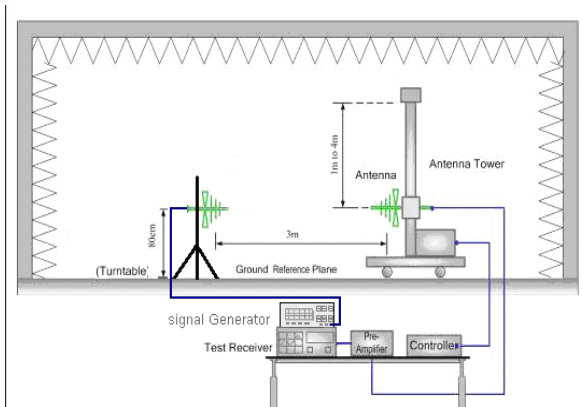 1m to 4m
Antenna Tower
Antenna
3m
80cm
(Turntable)
Ground Reference Plane
signal Generator
Test Receiver
Pre-
Amplifier
Controller